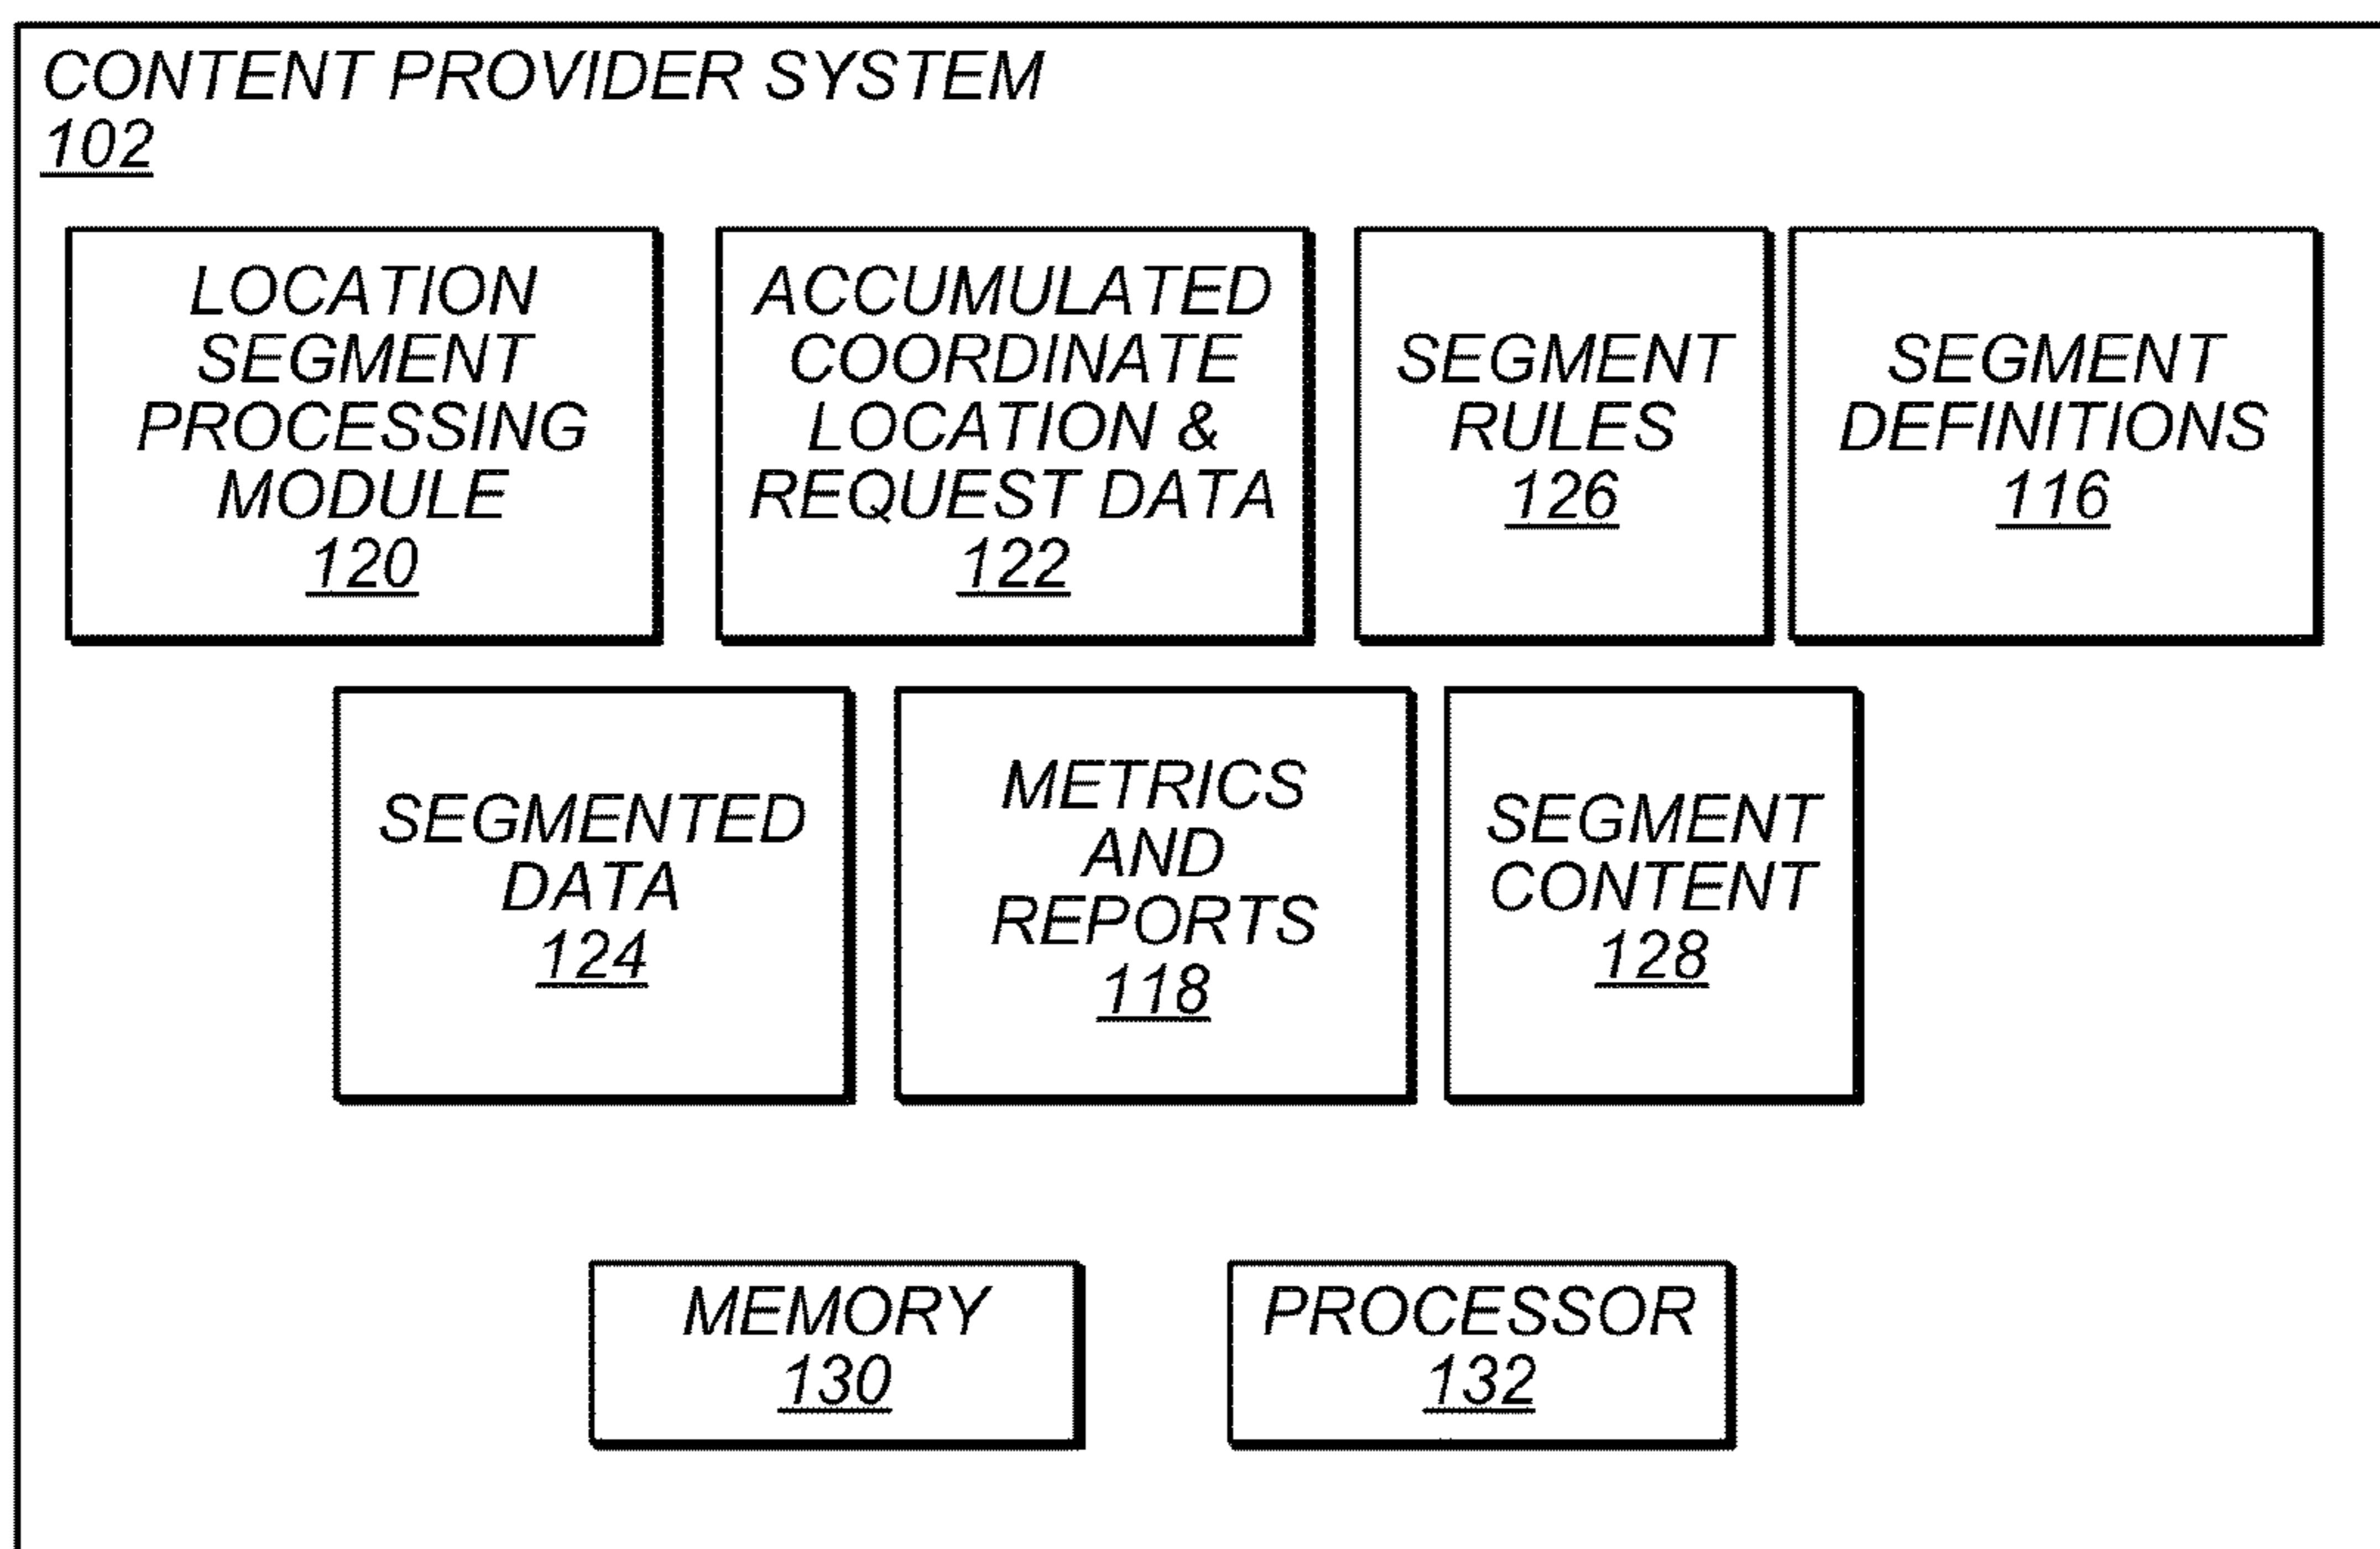 CONTENT PROVIDER SYSTEM
102
LOCATION
SEGMENT
PROCESSING
MODULE
120
ACCUMULATED
COORDINATE
LOCATION &
REQUEST DATA
122
SEGMENT
RULES
126
SEGMENT
DEFINITIONS
116
SEGMENTED
DATA
124
METRICS
AND
REPORTS
118
SEGMENT
CONTENT
128
MEMORY
130
PROCESSOR
132